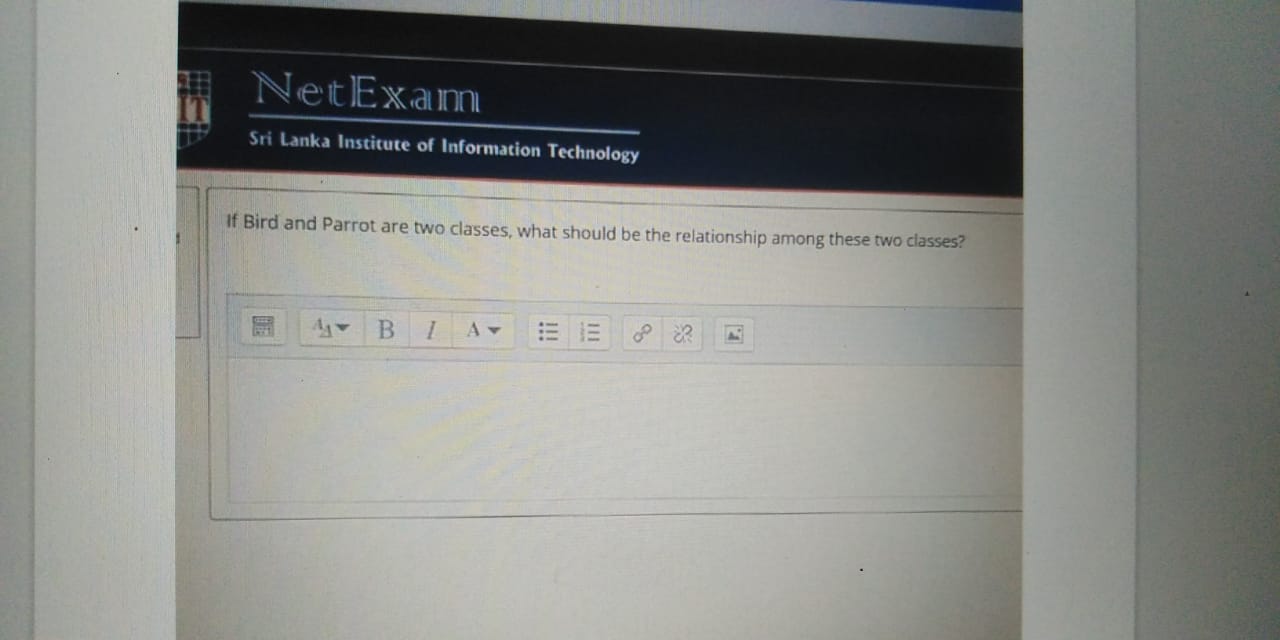 NetExam
Sri Lanka Institute of Information Technology
If Bird and Parrot are two classes, what should be the relationship among these two classes?
B I A